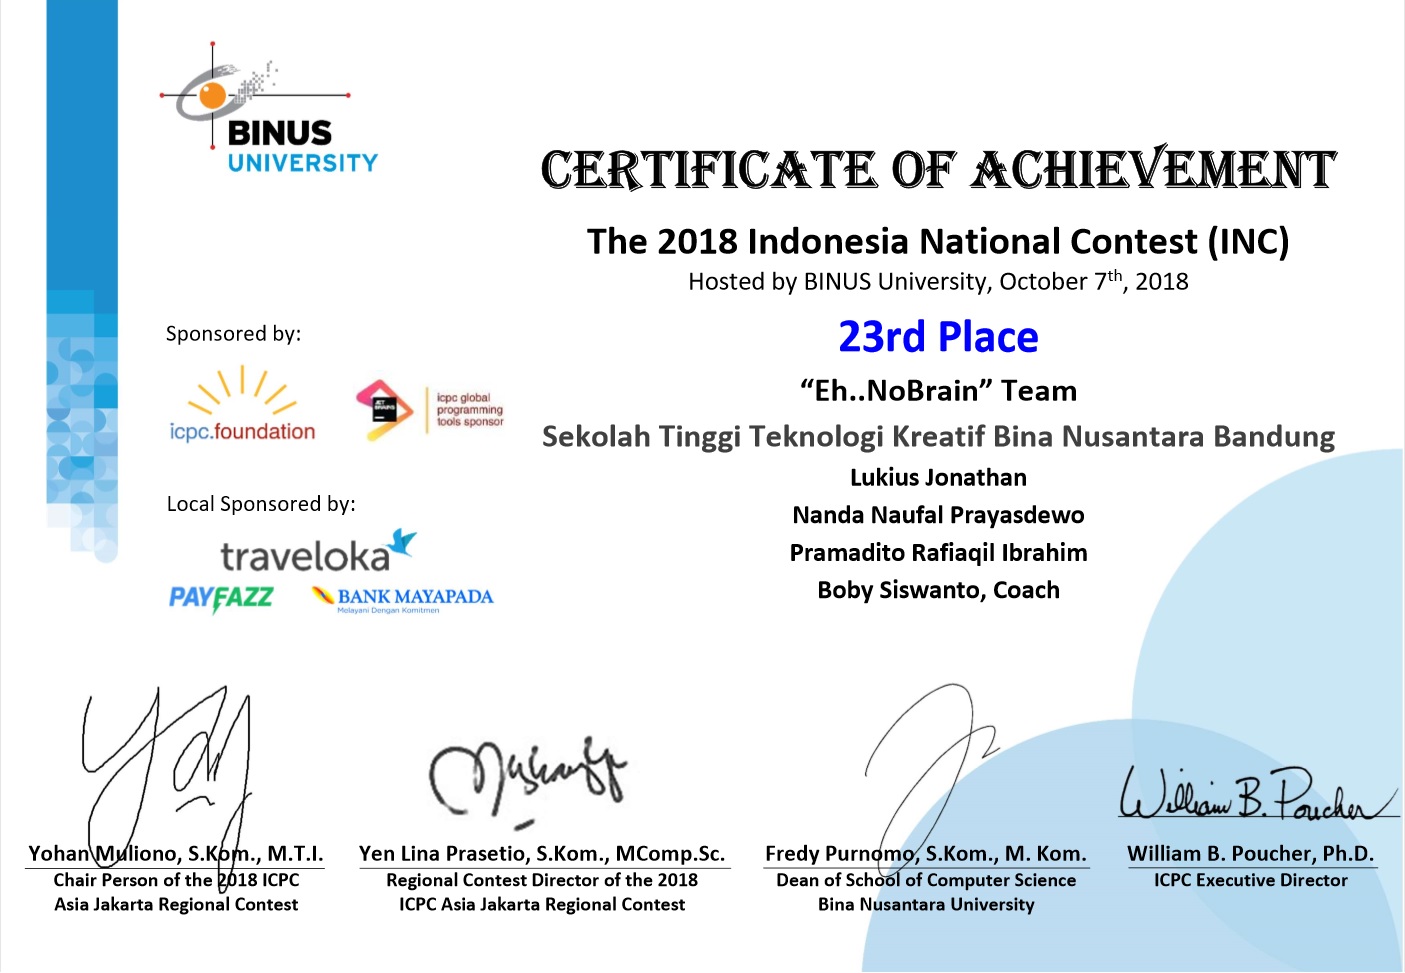 BINUS
UNIVERSITY
CERTIFICATE OF ACHIEVEMENT
The 2018 Indonesia National Contest (INC)
Hosted by BINUS University, October 7th, 2018
23rd Place
“Eh..NoBrain” Team
Sekolah Tinggi Teknologi Kreatif Bina Nusantara Bandung
Lukius Jonathan
Nanda Naufal Prayasdewo
Pramadito Rafiaqil Ibrahim
Boby Siswanto, Coach
Sponsored by:
icpc.foundation
JET
BRAINS
icpc global
programming
tools sponsor
Local Sponsored by:
traveloka
PAYFAZZ
BANK MAYAPADA
Melayani Dengan Komitmen
Yohan Muliono, S.Kom., M.T.I.
Chair Person of the 2018 ICPC
Asia Jakarta Regional Contest
Yen Lina Prasetio, S.Kom., MComp.Sc.
Regional Contest Director of the 2018
ICPC Asia Jakarta Regional Contest
Fredy Purnomo, S.Kom., M. Kom.
Dean of School of Computer Science
Bina Nusantara University
William B. Poucher
William B. Poucher, Ph.D.
ICPC Executive Director